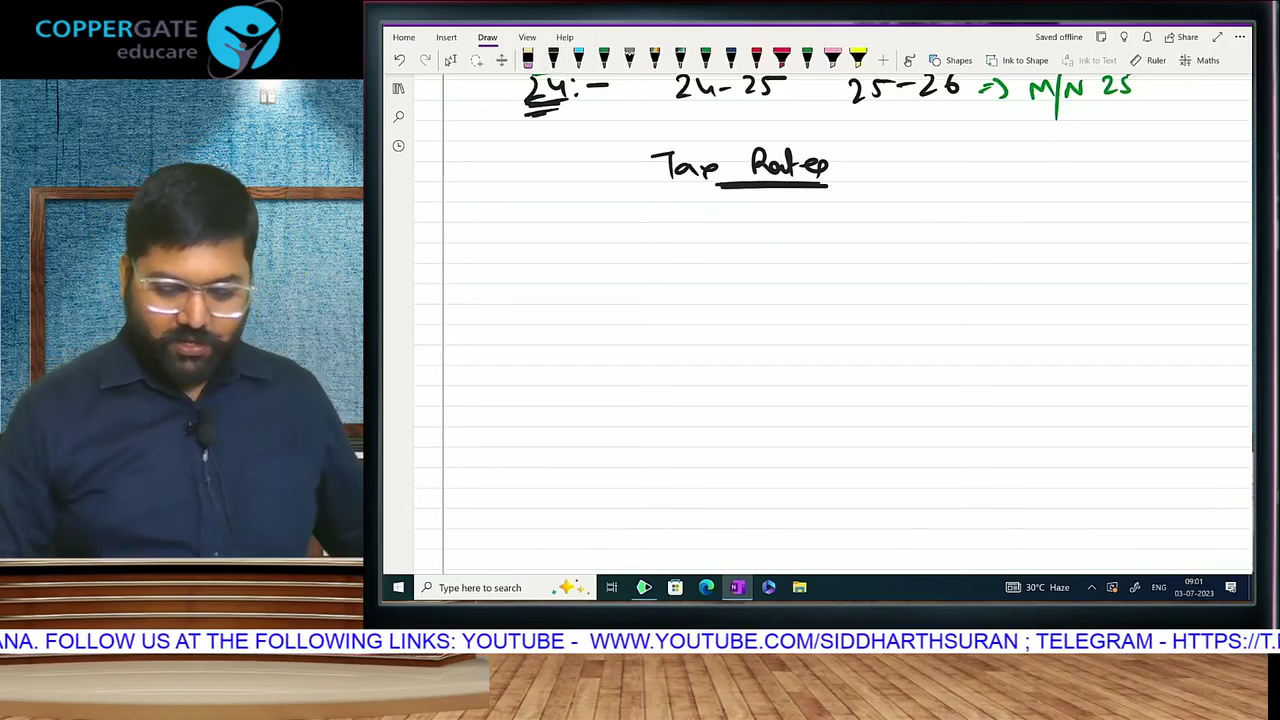 COPPERGATE
educare
Home Insert Draw View Help
Saved offline
Share
Shapes
Ink to Shape
Ink to Text
Ruler
Maths
24:- 24-25 25-26 => M/N 25
Tax Rates
Type here to search
30°C Haze
ENG
09:01
03-07-2023
ANA. FOLLOW US AT THE FOLLOWING LINKS: YOUTUBE - WWW.YOUTUBE.COM/SIDDHARTHSURAN ; TELEGRAM - HTTPS://T.